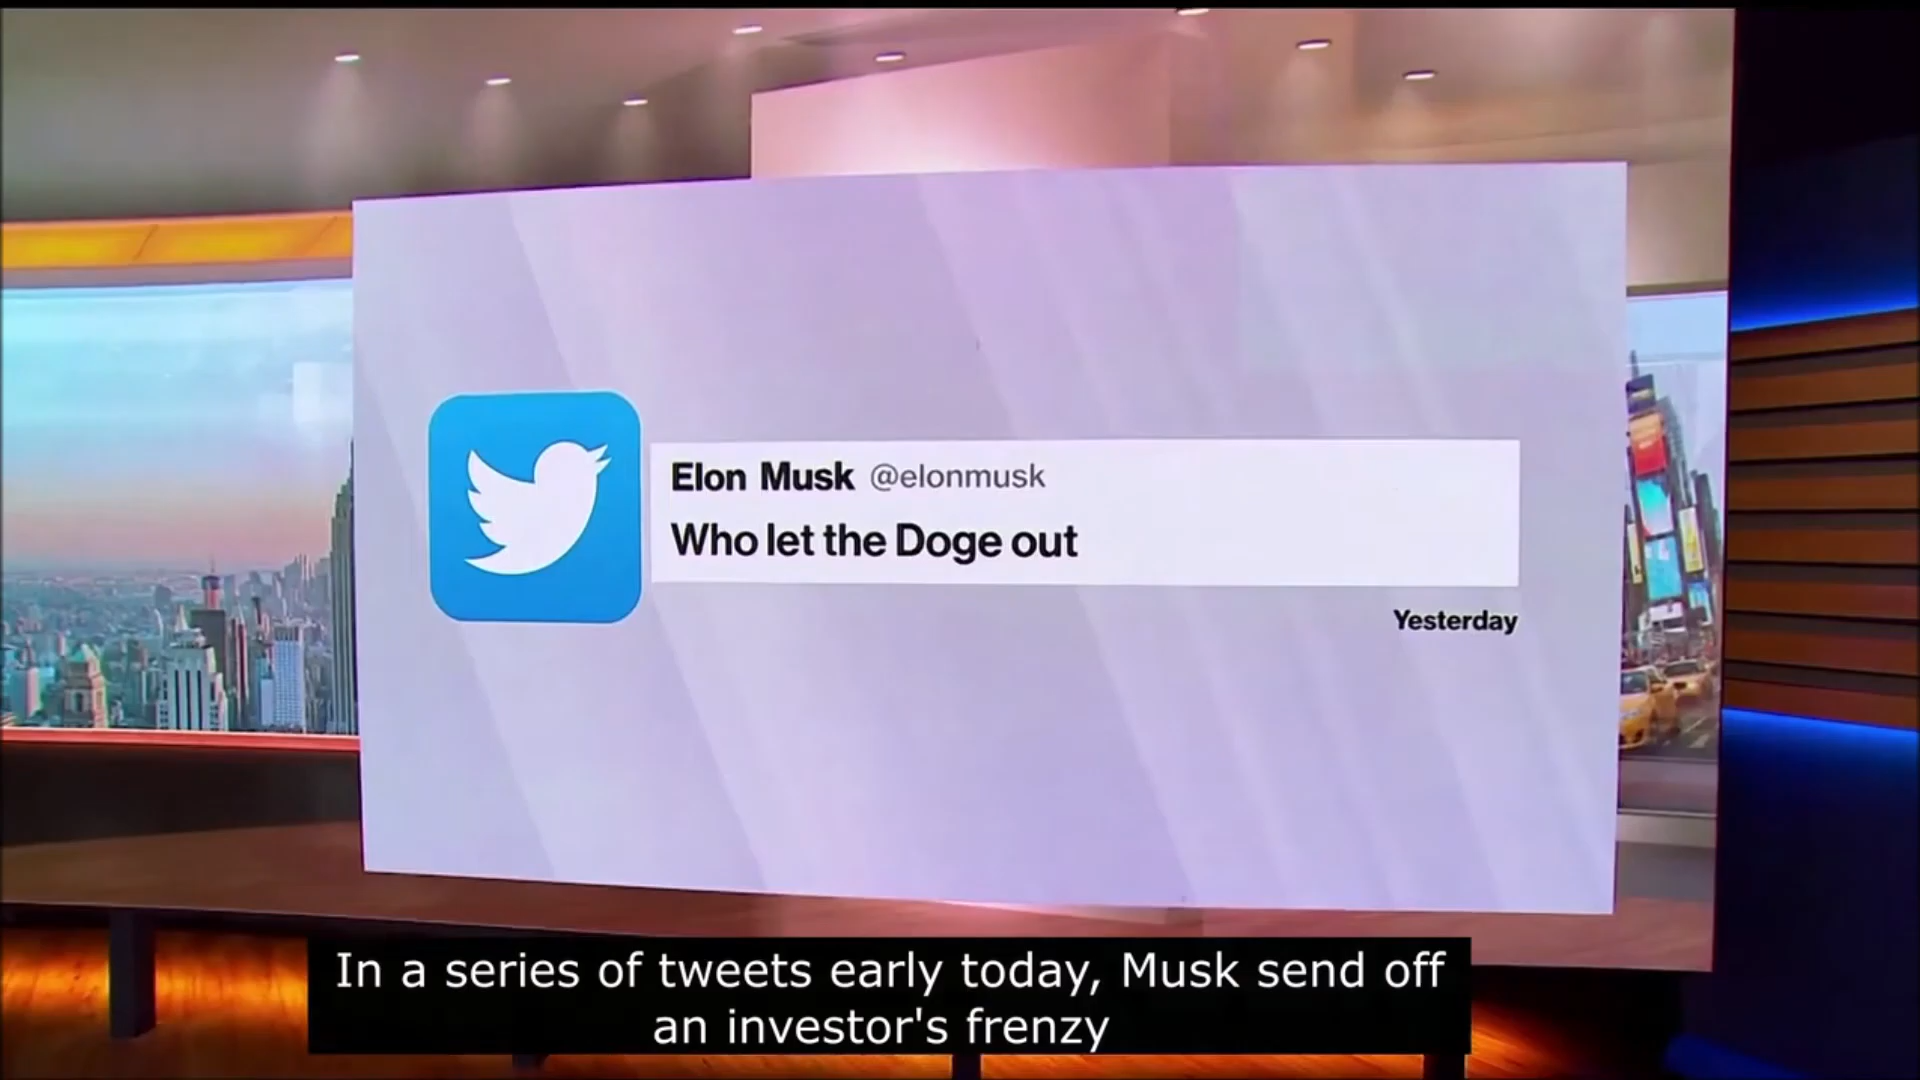 Elon Musk @elonmusk
Who let the Doge out
Yesterday
In a series of tweets early today, Musk send off
an investor's frenzy